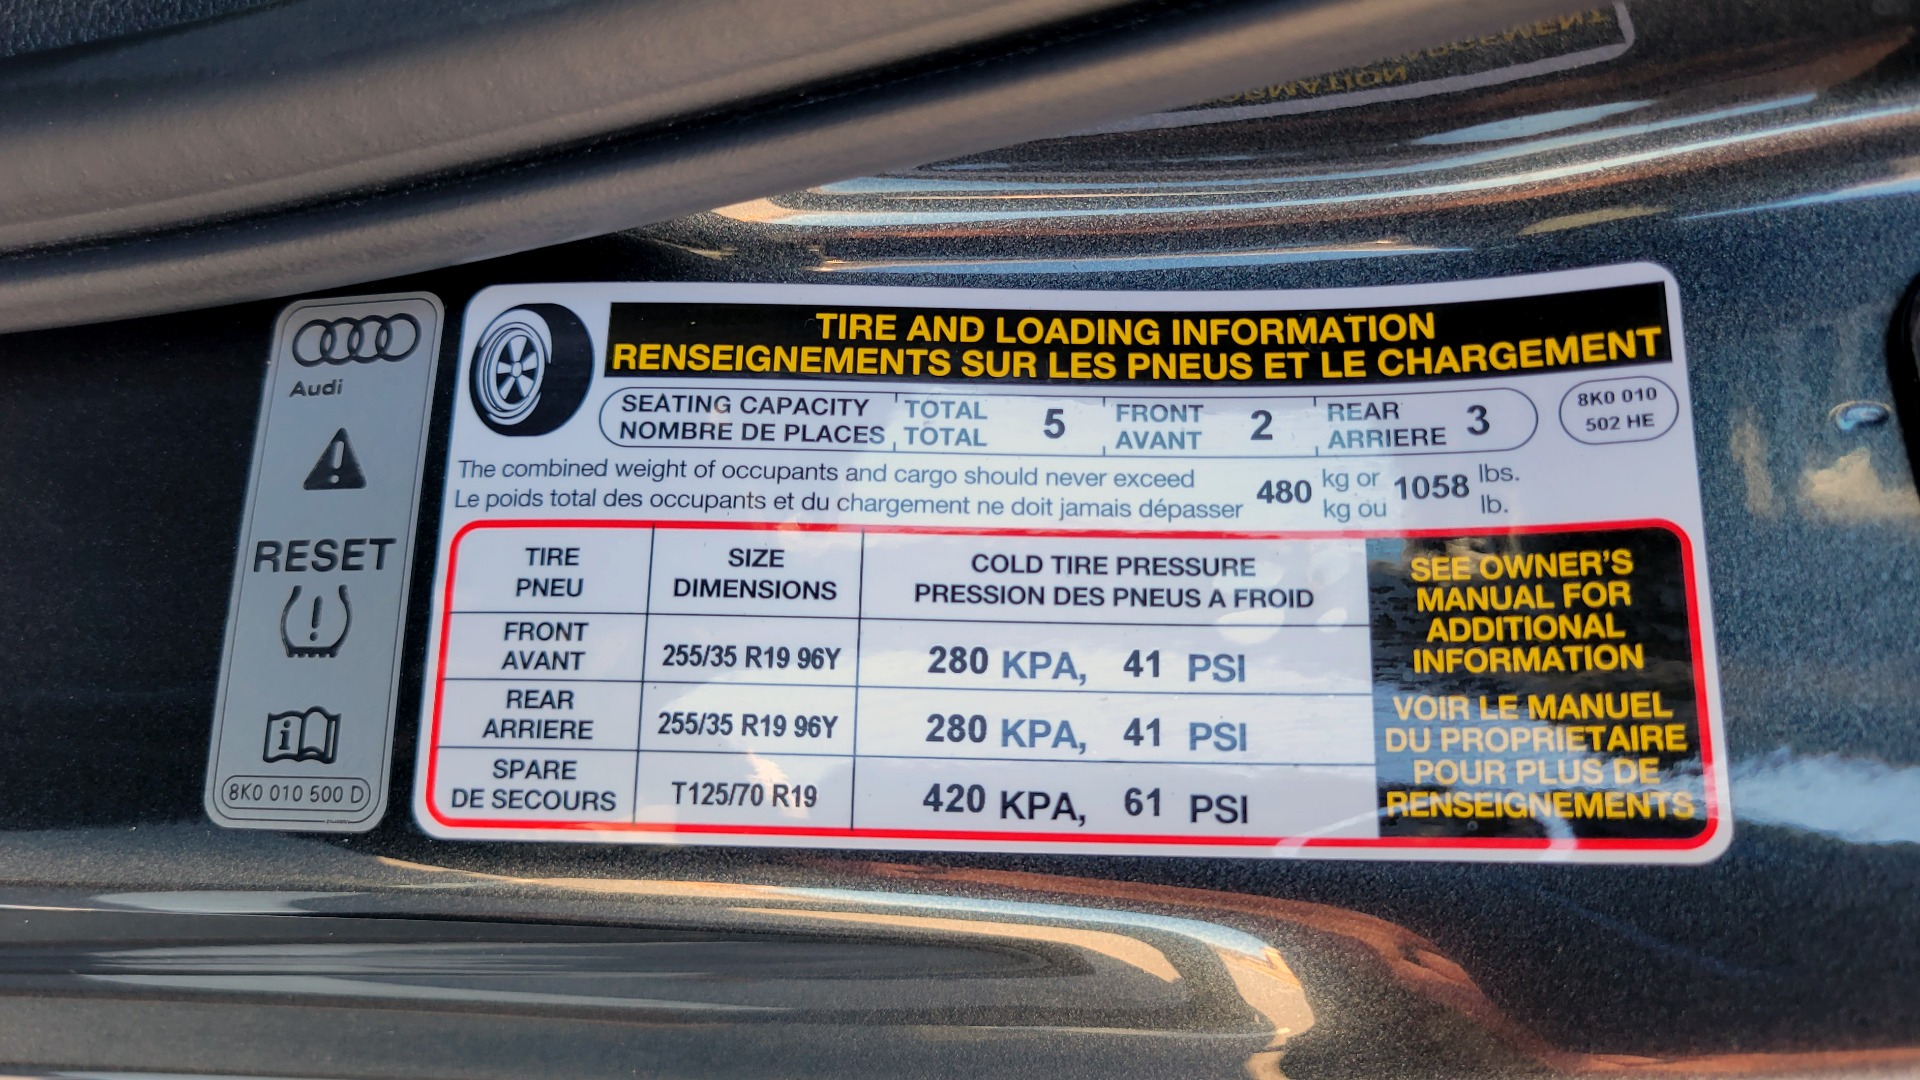 Audi
RESET
8K0 010 500 D
TIRE AND LOADING INFORMATION
RENSEIGNEMENTS SUR LES PNEUS ET LE CHARGEMENT
SEATING CAPACITY TOTAL 5 FRONT 2 REAR 3
NOMBRE DE PLACES TOTAL AVANT ARRIERE
8K0 010
502 HE
The combined weight of occupants and cargo should never exceed 480 kg or 1058 lbs.
Le poids total des occupants et du chargement ne doit jamais dépasser kg ou lb.
TIRE SIZE COLD TIRE PRESSURE
PNEU DIMENSIONS PRESSION DES PNEUS A FROID
FRONT
AVANT 255/35 R19 96Y 280 KPA, 41 PSI
REAR
ARRIERE 255/35 R19 96Y 280 KPA, 41 PSI
SPARE
DE SECOURS T125/70 R19 420 KPA, 61 PSI
SEE OWNER'S
MANUAL FOR
ADDITIONAL
INFORMATION
VOIR LE MANUEL
DU PROPRIETAIRE
POUR PLUS DE
RENSEIGNEMENTS